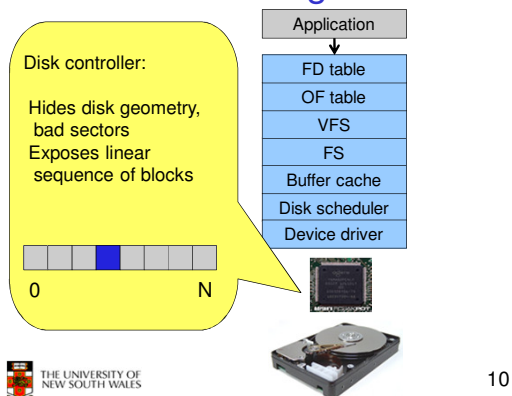 Application
Disk controller:
Hides disk geometry,
bad sectors
Exposes linear
sequence of blocks
0 N
FD table
OF table
VFS
FS
Buffer cache
Disk scheduler
Device driver
THE UNIVERSITY OF
NEW SOUTH WALES
10